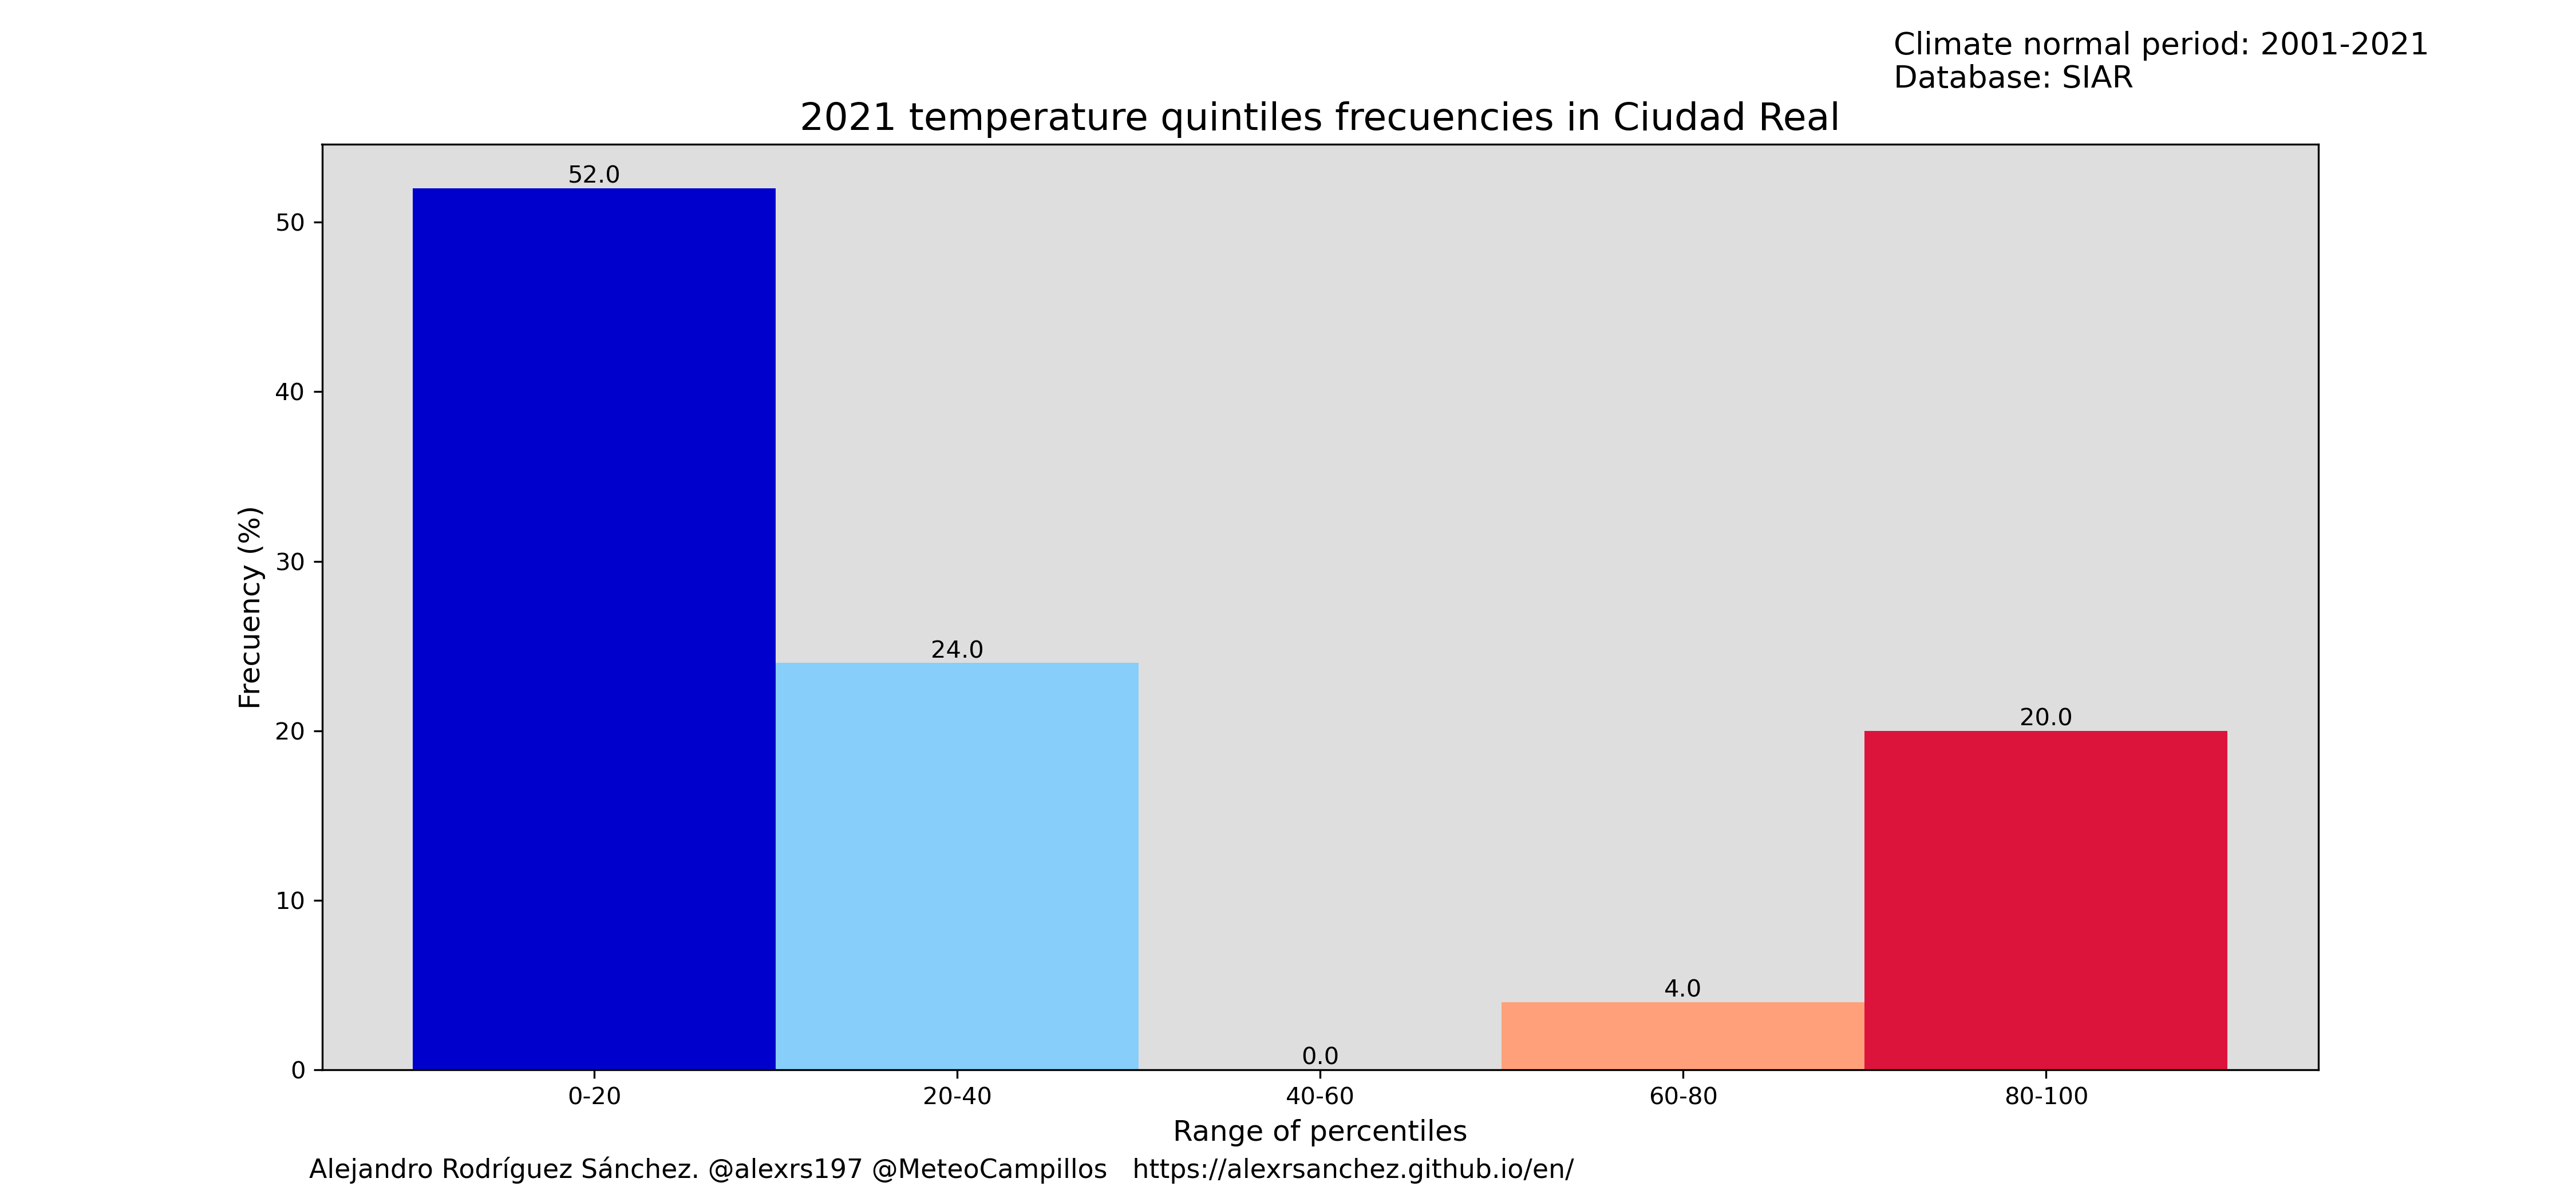 Climate normal period: 2001-2021
Database: SIAR
2021 temperature quintiles frecuencies in Ciudad Real
52.0
50
40
Frecuency (%)
30
24.0
20
20.0
10
4.0
0.0
0
0-20 20-40 40-60 60-80 80-100
Range of percentiles
Alejandro Rodríguez Sánchez. @alexrs197 @MeteoCampillos https://alexrsanchez.github.io/en/